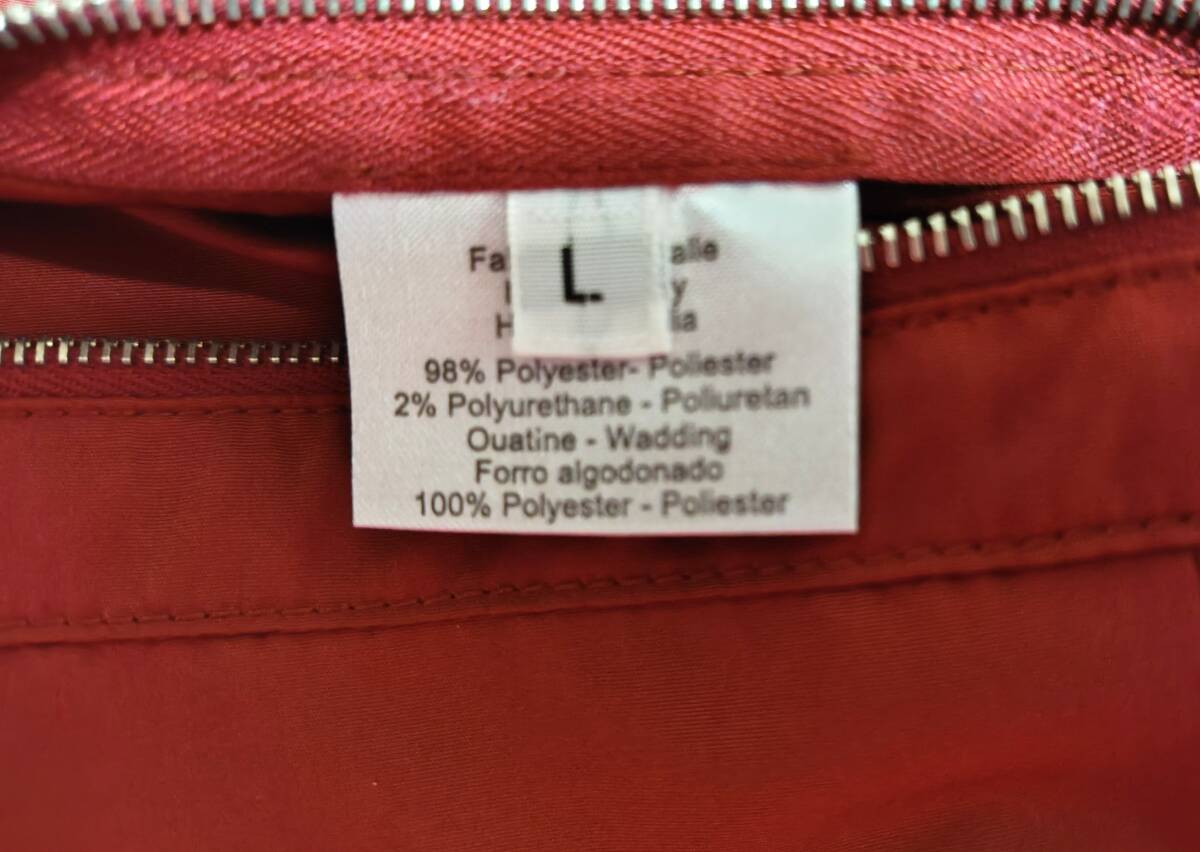 L.
98% Polyester- Poliester
2% Polyurethane - Poliuretan
Ouatine - Wadding
Forro algodonado
100% Polyester - Poliester